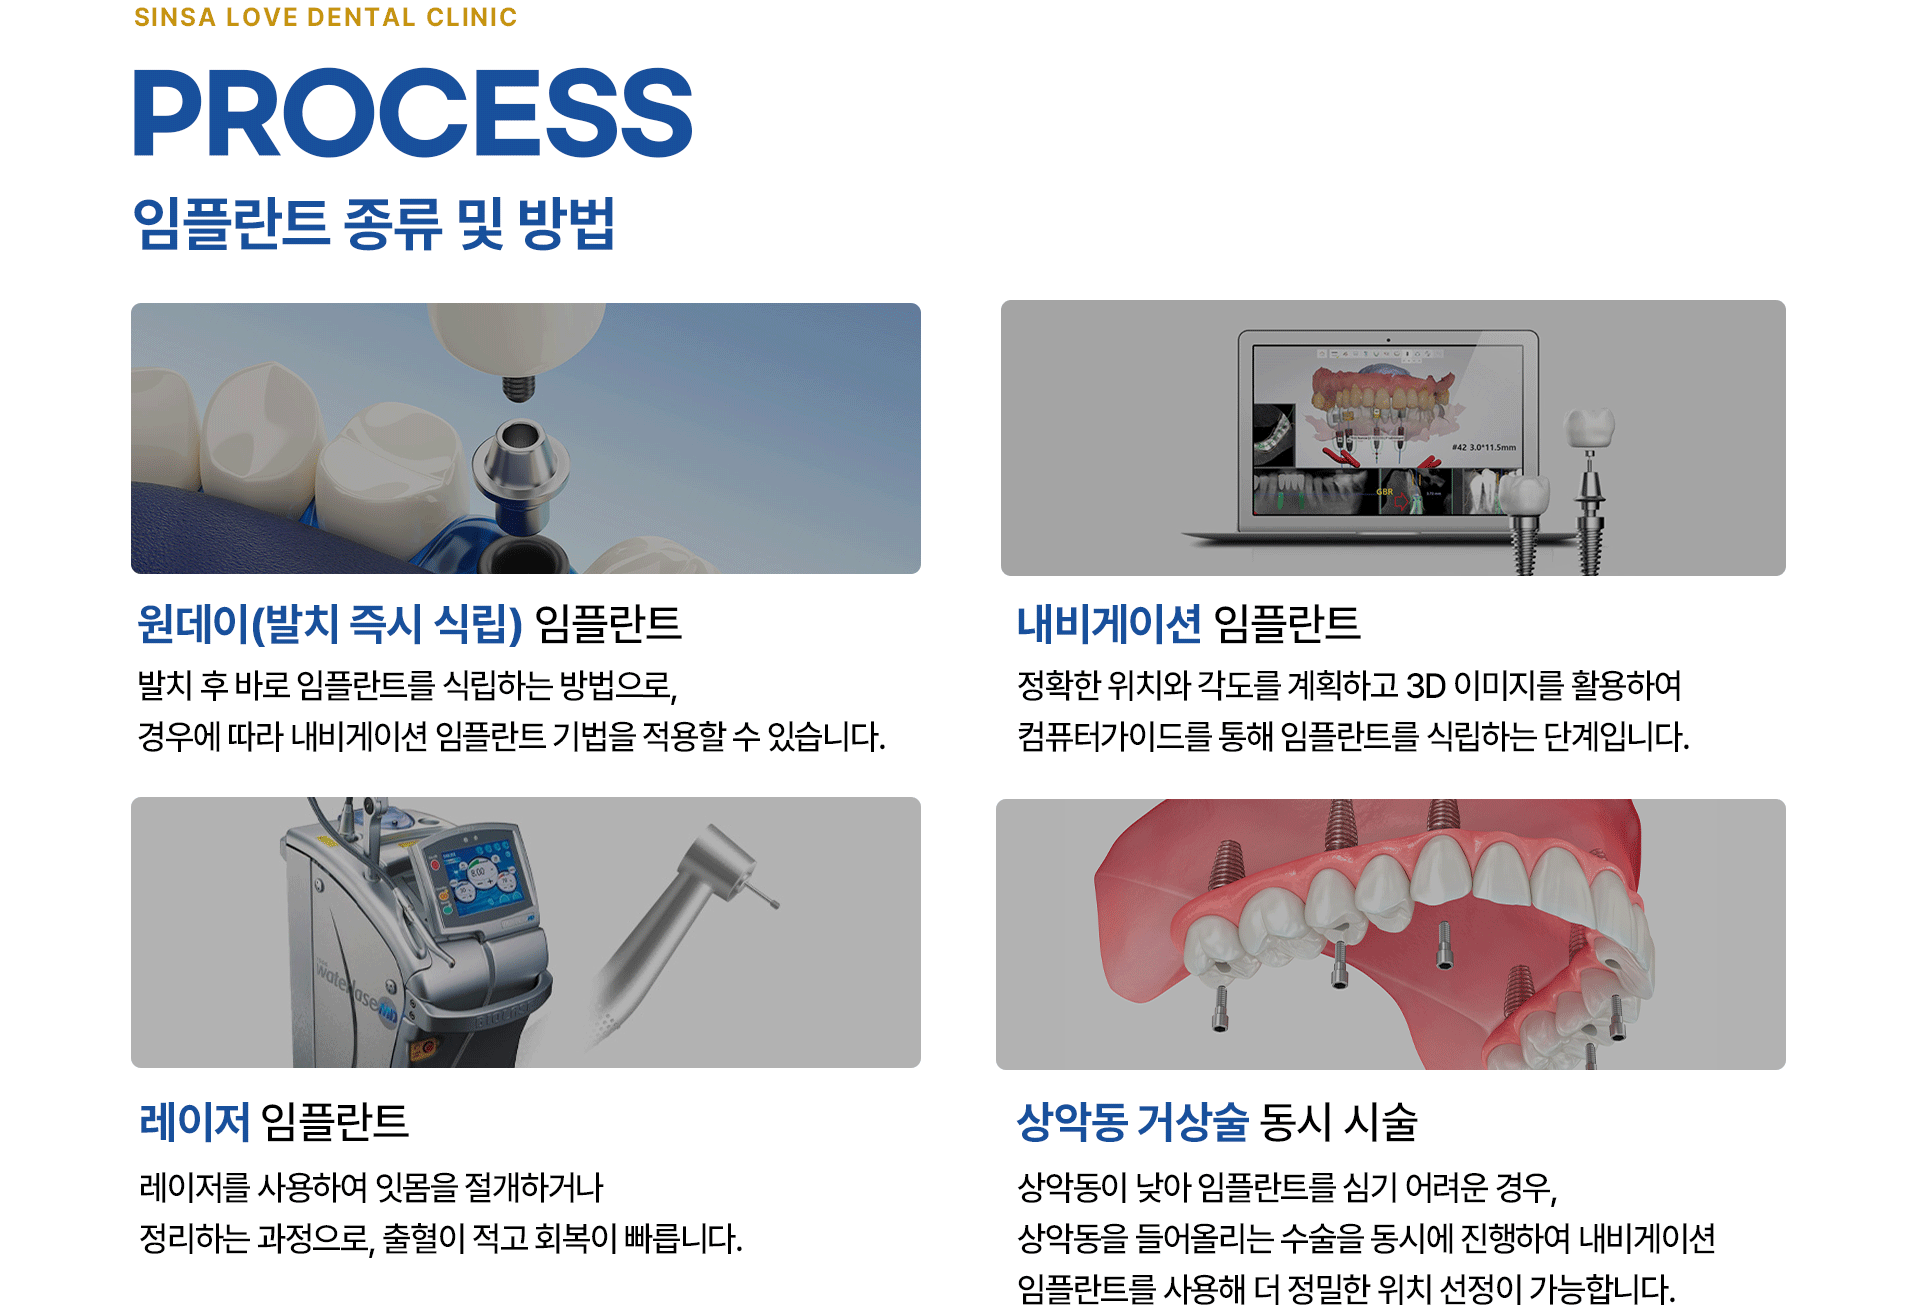 SINSA LOVE DENTAL CLINIC
PROCESS
임플란트 종류 및 방법
#42 3.0*11.5mm
GBR
원데이(발치 즉시 식립) 임플란트
발치 후 바로 임플란트를 식립하는 방법으로,
경우에 따라 내비게이션 임플란트 기법을 적용할 수 있습니다.
내비게이션 임플란트
정확한 위치와 각도를 계획하고 3D 이미지를 활용하여
컴퓨터가이드를 통해 임플란트를 식립하는 단계입니다.
8.00
waterlase MD
BIOLASE
레이저 임플란트
레이저를 사용하여 잇몸을 절개하거나
정리하는 과정으로, 출혈이 적고 회복이 빠릅니다.
상악동 거상술 동시 시술
상악동이 낮아 임플란트를 심기 어려운 경우,
상악동을 들어올리는 수술을 동시에 진행하여 내비게이션
임플란트를 사용해 더 정밀한 위치 선정이 가능합니다.